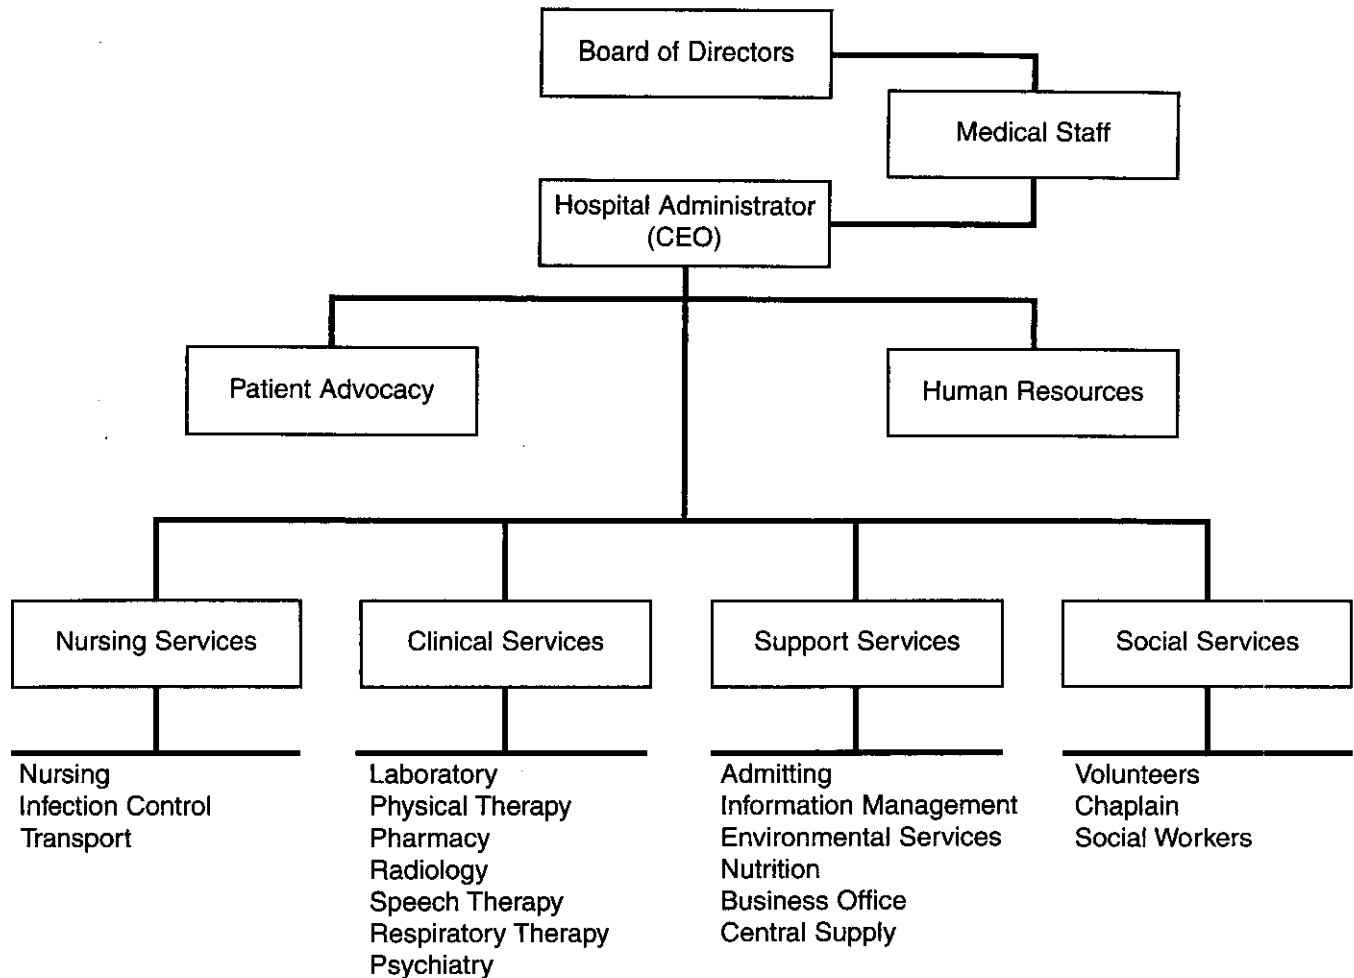 Board of Directors
Medical Staff
Hospital Administrator
(CEO)
Patient Advocacy
Human Resources
Nursing Services
Clinical Services
Support Services
Social Services
Nursing
Infection Control
Transport
Laboratory
Physical Therapy
Pharmacy
Radiology
Speech Therapy
Respiratory Therapy
Psychiatry
Admitting
Information Management
Environmental Services
Nutrition
Business Office
Central Supply
Volunteers
Chaplain
Social Workers